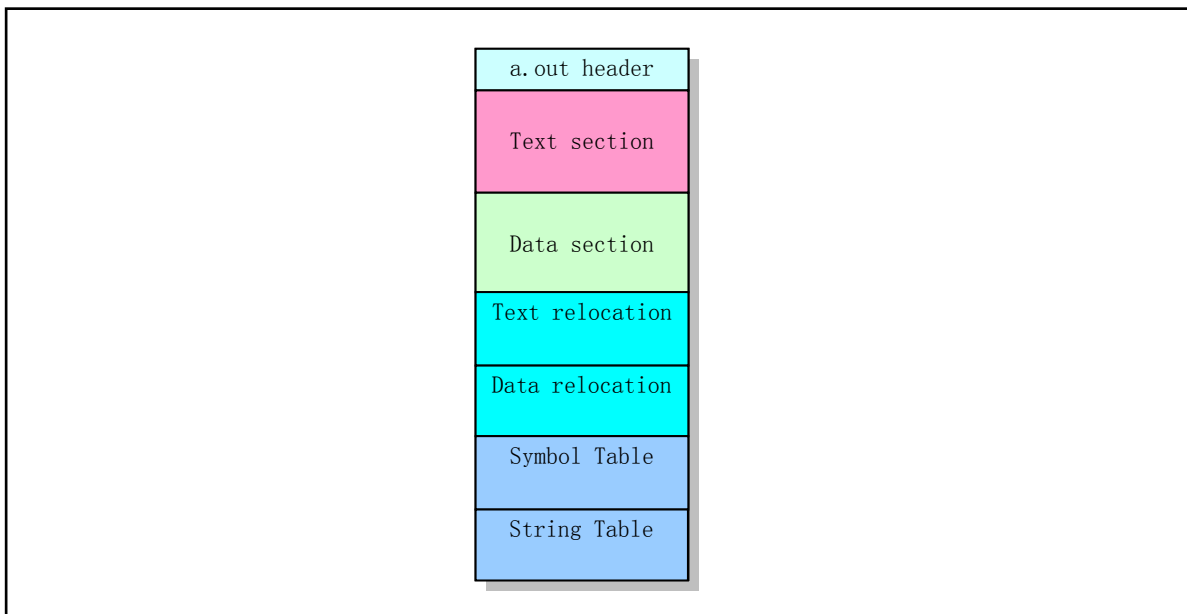 a.out header
Text section
Data section
Text relocation
Data relocation
Symbol Table
String Table